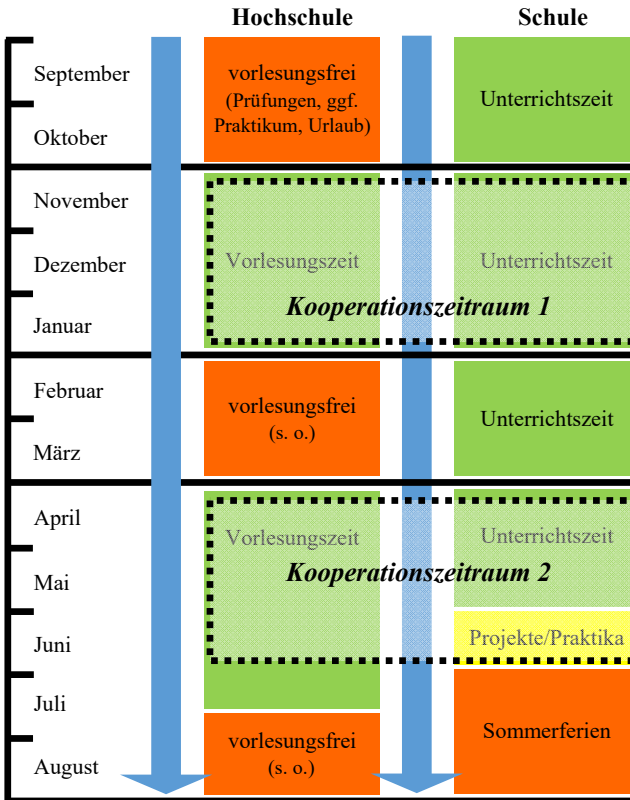 Hochschule
Schule
September
Oktober
vorlesungsfrei
(Prüfungen, ggf.
Praktikum, Urlaub)
Unterrichtszeit
November
Dezember
Januar
Vorlesungszeit
Unterrichtszeit
Kooperationszeitraum 1
Februar
März
vorlesungsfrei
(s. o.)
Unterrichtszeit
April
Mai
Juni
Vorlesungszeit
Unterrichtszeit
Kooperationszeitraum 2
Projekte/Praktika
Juli
August
vorlesungsfrei
(s. o.)
Sommerferien